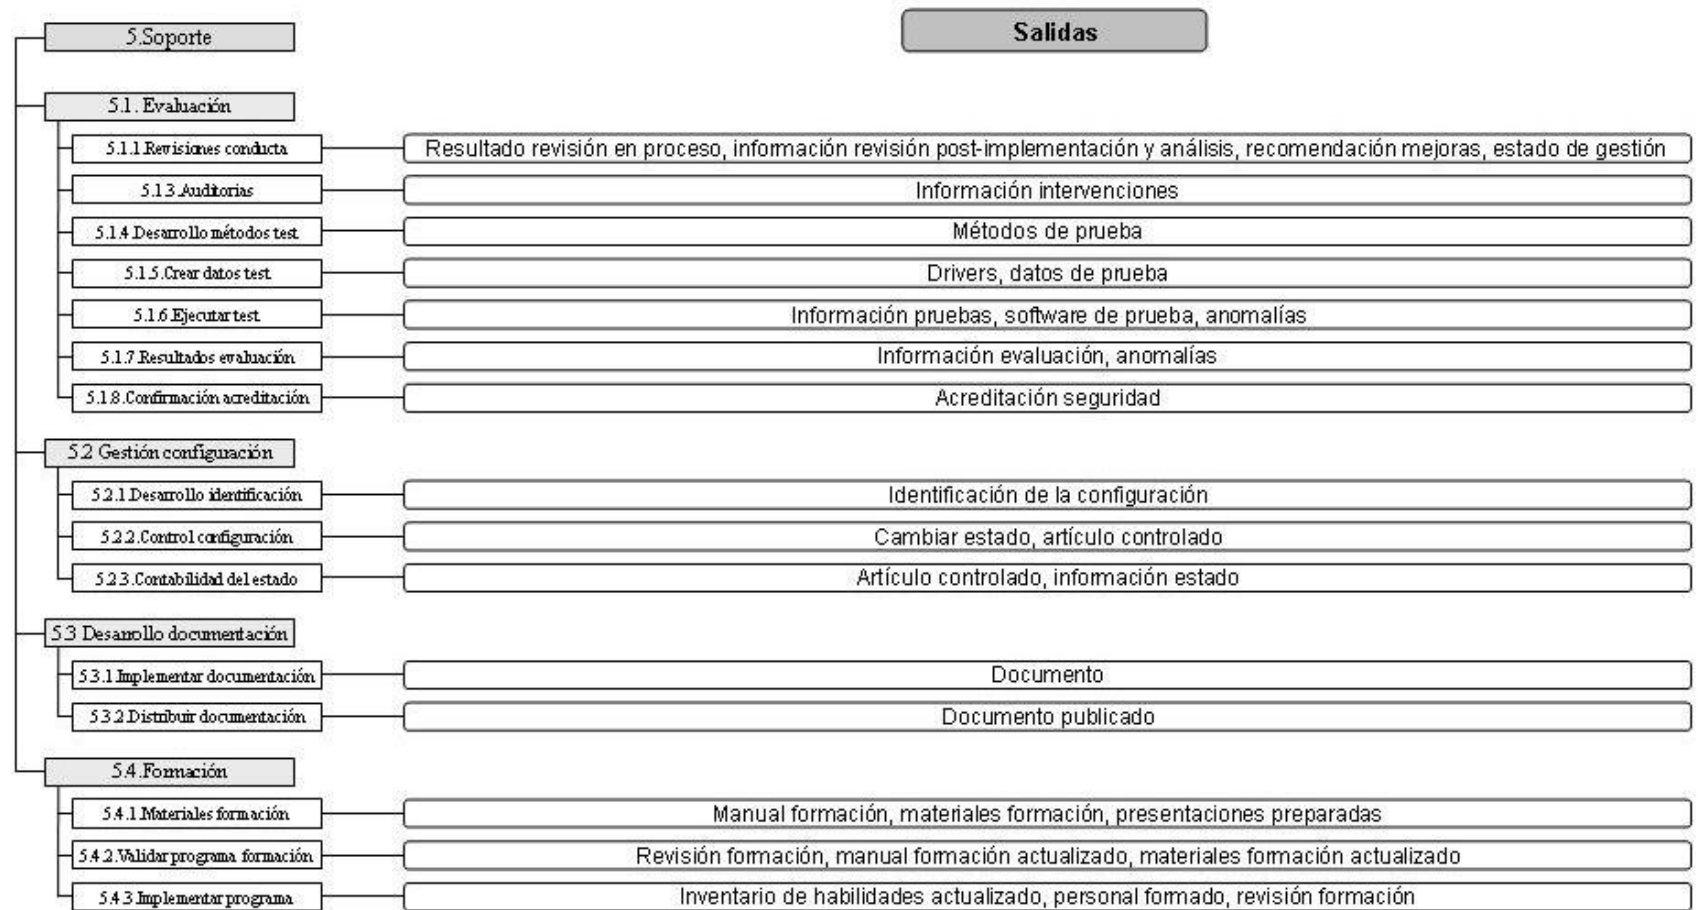 5.Soporte
Salidas
5.1. Evaluación
5.1.1.Revisiones conducta
Resultado revisión en proceso, información revisión post-implementación y análisis, recomendación mejoras, estado de gestión
5.1.3.Auditorias
Información intervenciones
5.1.4.Desarrollo métodos test
Métodos de prueba
5.1.5.Crear datos test
Drivers, datos de prueba
5.1.6.Ejecutar test
Información pruebas, software de prueba, anomalías
5.1.7.Resultados evaluación
Información evaluación, anomalías
5.1.8.Confirmación acreditación
Acreditación seguridad
5.2 Gestión configuración
5.2.1.Desarrollo identificación
Identificación de la configuración
5.2.2.Control configuración
Cambiar estado, artículo controlado
5.2.3.Contabilidad del estado
Artículo controlado, información estado
5.3 Desarrollo documentación
5.3.1.Implementar documentación
Documento
5.3.2.Distribuir documentación
Documento publicado
5.4.Formación
5.4.1.Materiales formación
Manual formación, materiales formación, presentaciones preparadas
5.4.2.Validar programa formación
Revisión formación, manual formación actualizado, materiales formación actualizado
5.4.3.Implementar programa
Inventario de habilidades actualizado, personal formado, revisión formación